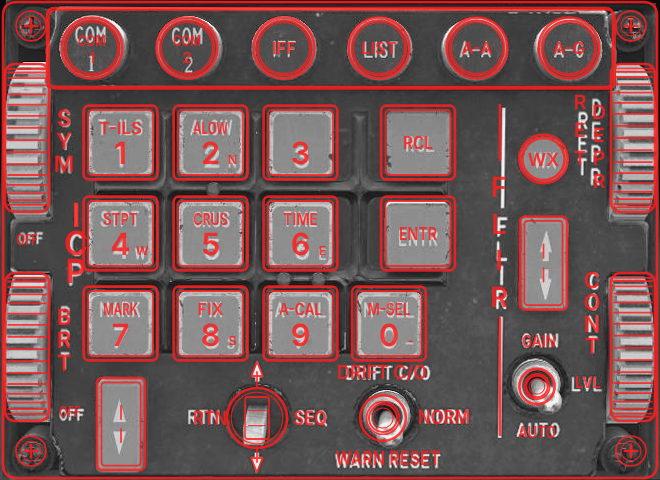 COM 1
COM 2
IFF
LIST
A-A
A-G
SYM
T-ILS 1
ALOW 2 N
3
RCL
WX
RET
DEPR
OFF
ICP
STPT 4 W
CRUS 5
TIME 6 E
ENTR
FLIR
BRT
MARK 7
FIX 8 S
A-CAL 9
M-SEL 0 –
CONT
GAIN
LVL
AUTO
OFF
RTN
SEQ
DRIFT C/O
NORM
WARN RESET